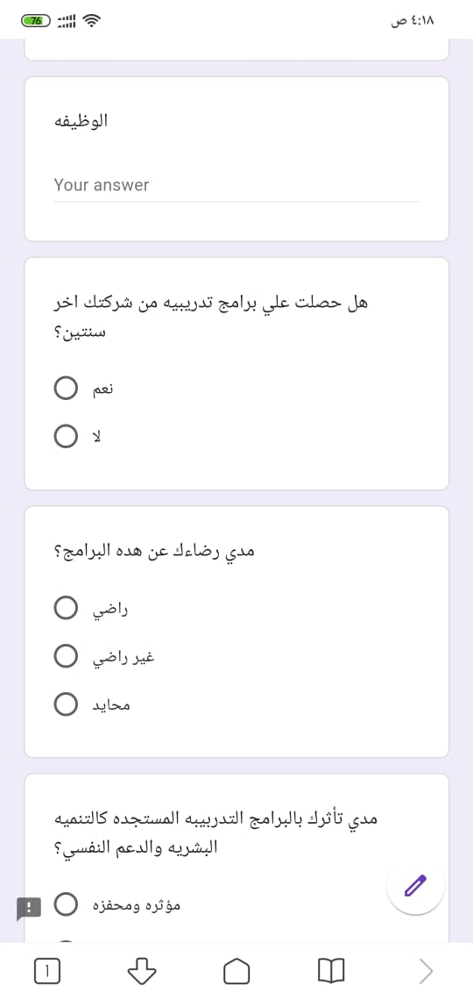 76
٤:١٨ ص
الوظيفه
Your answer
هل حصلت علي برامج تدريبيه من شركتك اخر
سنتين؟
نعم
لا
مدي رضاءك عن هده البرامج؟
راضي
غير راضي
محايد
مدي تأثرك بالبرامج التدريبيه المستجده كالتنميه
البشريه والدعم النفسي؟
مؤثره ومحفزه
1